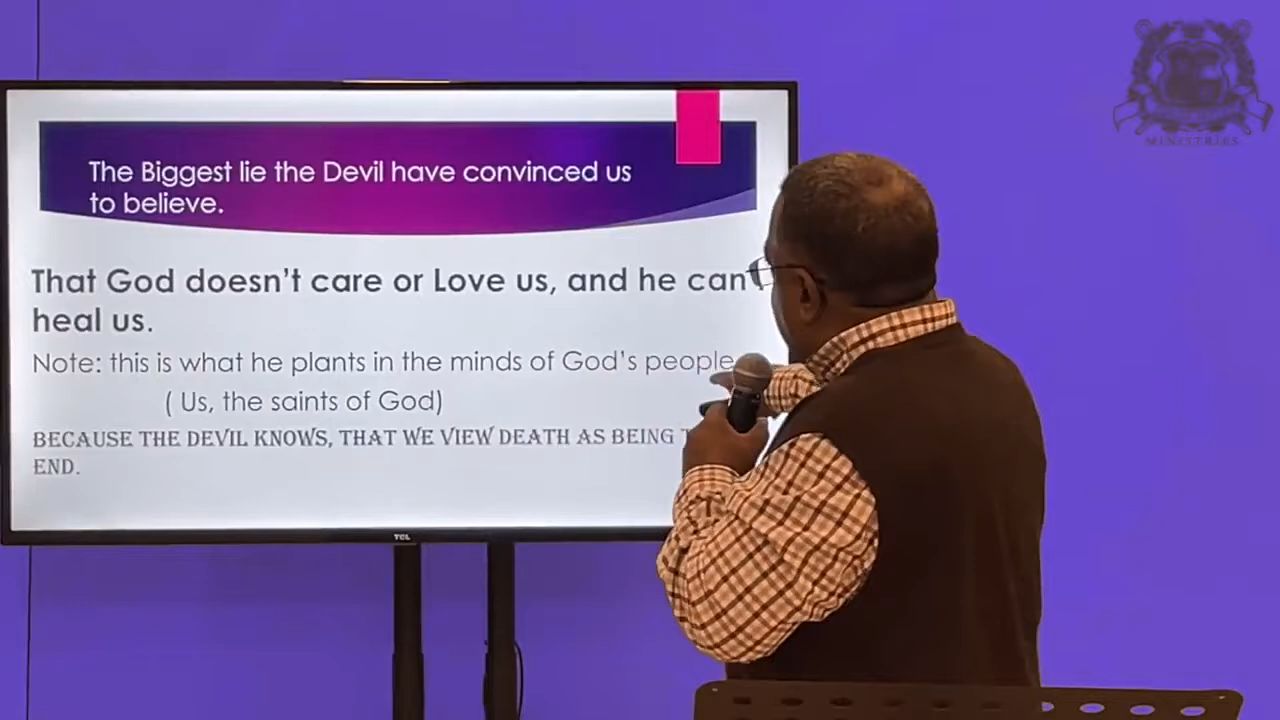 The Biggest lie the Devil have convinced us
to believe.
That God doesn't care or Love us, and he can'
heal us.
Note: this is what he plants in the minds of God's people
( Us, the saints of God)
BECAUSE THE DEVIL KNOWS, THAT WE VIEW DEATH AS BEING
END.
TCL
MINISTRIES